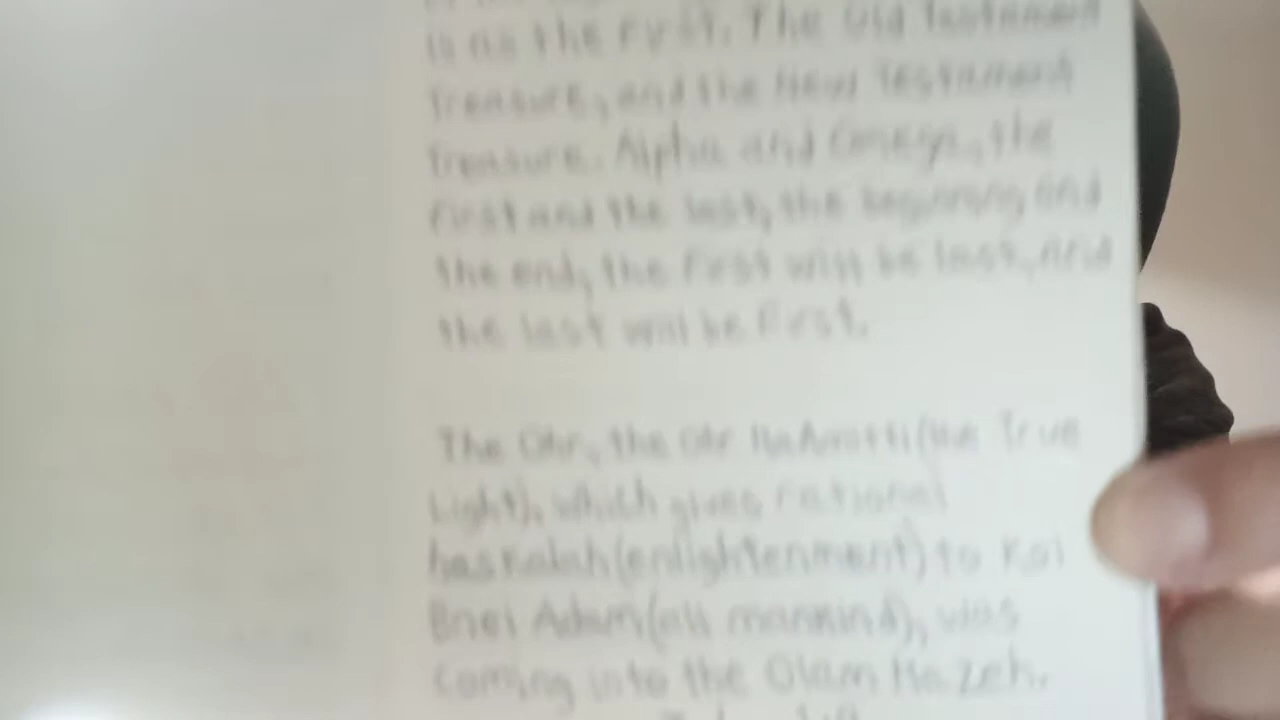 is as the First. The Old Testament
Treasure, and the New Testament
Treasure. Alpha and Omega, the
First and the last, the beginning and
the end, the First will be last, and
the last will be First.
The Ohr, the Ohr HaAmitti (the True
Light), which gives rational
haskalah (enlightenment) to Kol
Bnei Adam (all mankind), was
coming into the Olam Hazeh.